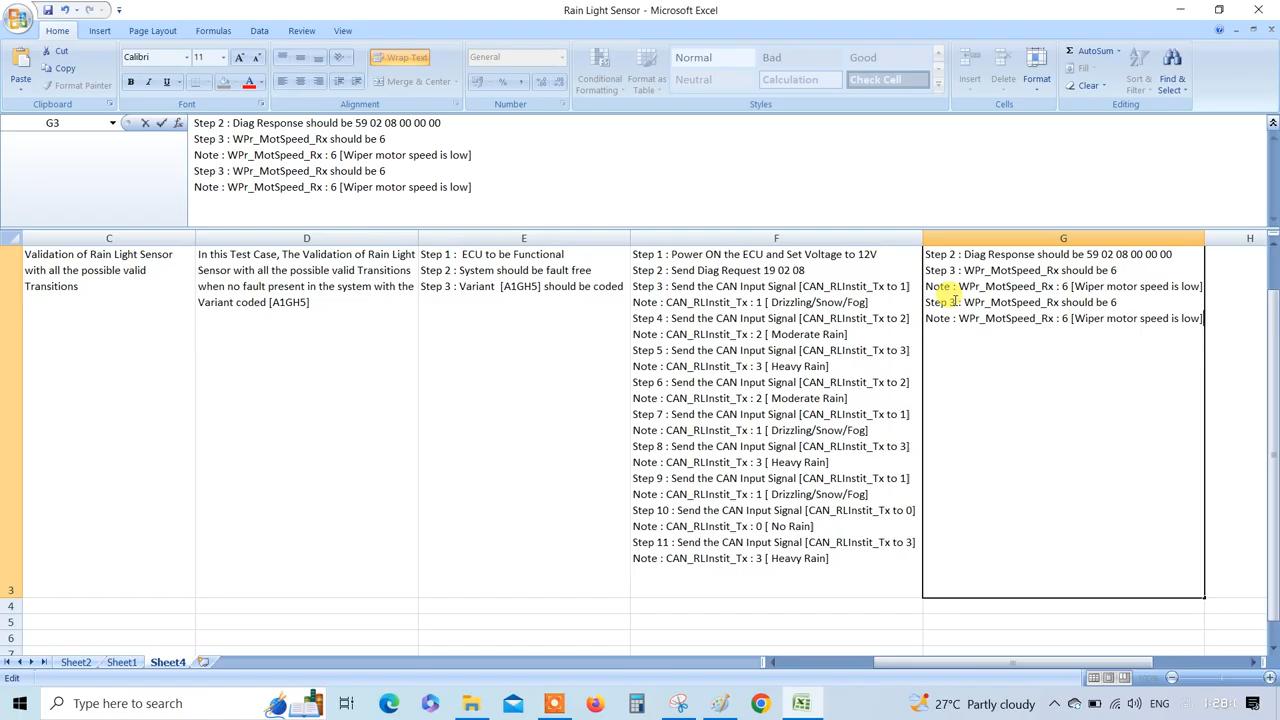 Rain Light Sensor - Microsoft Excel
Home
Insert
Page Layout
Formulas
Data
Review
View
Paste
Cut
Copy
Format Painter
Clipboard
Calibri
11
B I U
Font
Wrap Text
Merge & Center
Alignment
General
Number
Conditional Formatting
Format as Table
Normal
Bad
Good
Neutral
Calculation
Check Cell
Styles
Insert
Delete
Format
Cells
AutoSum
Fill
Clear
Sort & Filter
Find & Select
Editing
G3
Step 2 : Diag Response should be 59 02 08 00 00 00
Step 3 : WPr_MotSpeed_Rx should be 6
Note : WPr_MotSpeed_Rx : 6 [Wiper motor speed is low]
Step 3 : WPr_MotSpeed_Rx should be 6
Note : WPr_MotSpeed_Rx : 6 [Wiper motor speed is low]
C
D
E
F
G
H
Validation of Rain Light Sensor
with all the possible valid
Transitions
In this Test Case, The Validation of Rain Light
Sensor with all the possible valid Transitions
when no fault present in the system with the
Variant coded [A1GH5]
Step 1 :  ECU to be Functional
Step 2 : System should be fault free
Step 3 : Variant  [A1GH5] should be coded
Step 1 : Power ON the ECU and Set Voltage to 12V
Step 2 : Send Diag Request 19 02 08
Step 3 : Send the CAN Input Signal [CAN_RLInstit_Tx to 1]
Note : CAN_RLInstit_Tx : 1 [ Drizzling/Snow/Fog]
Step 4 : Send the CAN Input Signal [CAN_RLInstit_Tx to 2]
Note : CAN_RLInstit_Tx : 2 [ Moderate Rain]
Step 5 : Send the CAN Input Signal [CAN_RLInstit_Tx to 3]
Note : CAN_RLInstit_Tx : 3 [ Heavy Rain]
Step 6 : Send the CAN Input Signal [CAN_RLInstit_Tx to 2]
Note : CAN_RLInstit_Tx : 2 [ Moderate Rain]
Step 7 : Send the CAN Input Signal [CAN_RLInstit_Tx to 1]
Note : CAN_RLInstit_Tx : 1 [ Drizzling/Snow/Fog]
Step 8 : Send the CAN Input Signal [CAN_RLInstit_Tx to 3]
Note : CAN_RLInstit_Tx : 3 [ Heavy Rain]
Step 9 : Send the CAN Input Signal [CAN_RLInstit_Tx to 1]
Note : CAN_RLInstit_Tx : 1 [ Drizzling/Snow/Fog]
Step 10 : Send the CAN Input Signal [CAN_RLInstit_Tx to 0]
Note : CAN_RLInstit_Tx : 0 [ No Rain]
Step 11 : Send the CAN Input Signal [CAN_RLInstit_Tx to 3]
Note : CAN_RLInstit_Tx : 3 [ Heavy Rain]
Step 2 : Diag Response should be 59 02 08 00 00 00
Step 3 : WPr_MotSpeed_Rx should be 6
Note : WPr_MotSpeed_Rx : 6 [Wiper motor speed is low]
Step 3 : WPr_MotSpeed_Rx should be 6
Note : WPr_MotSpeed_Rx : 6 [Wiper motor speed is low]
3
4
5
6
7
Sheet2
Sheet1
Sheet4
Edit
Type here to search
27°C Partly cloudy
ENG